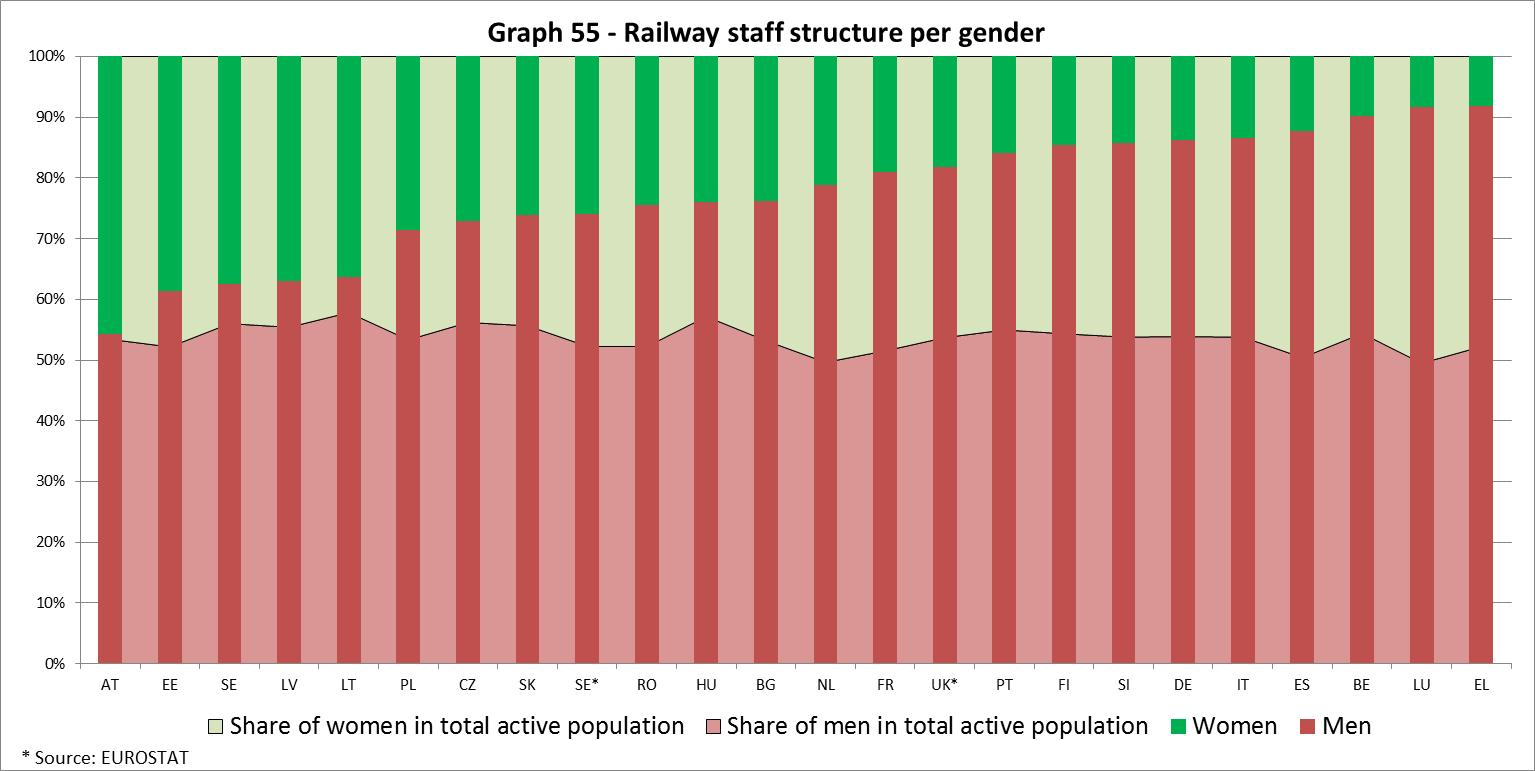 Graph 55 - Railway staff structure per gender
100%
90%
80%
70%
60%
50%
40%
30%
20%
10%
0%
AT EE SE LV LT PL CZ SK SE* RO HU BG NL FR UK* PT FI SI DE IT ES BE LU EL
Share of women in total active population Share of men in total active population Women Men
* Source: EUROSTAT